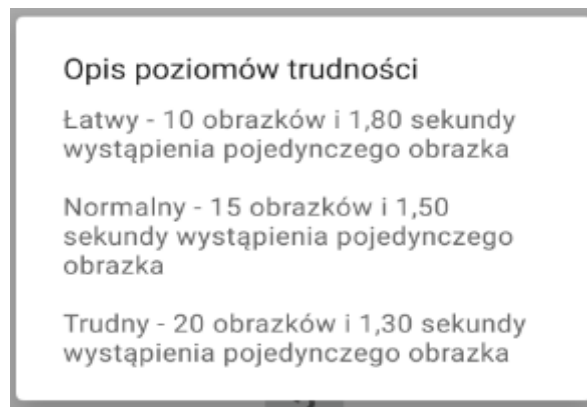 Opis poziomów trudności
Łatwy - 10 obrazków i 1,80 sekundy
wystąpienia pojedynczego obrazka
Normalny - 15 obrazków i 1,50
sekundy wystąpienia pojedynczego
obrazka
Trudny - 20 obrazków i 1,30 sekundy
wystąpienia pojedynczego obrazka